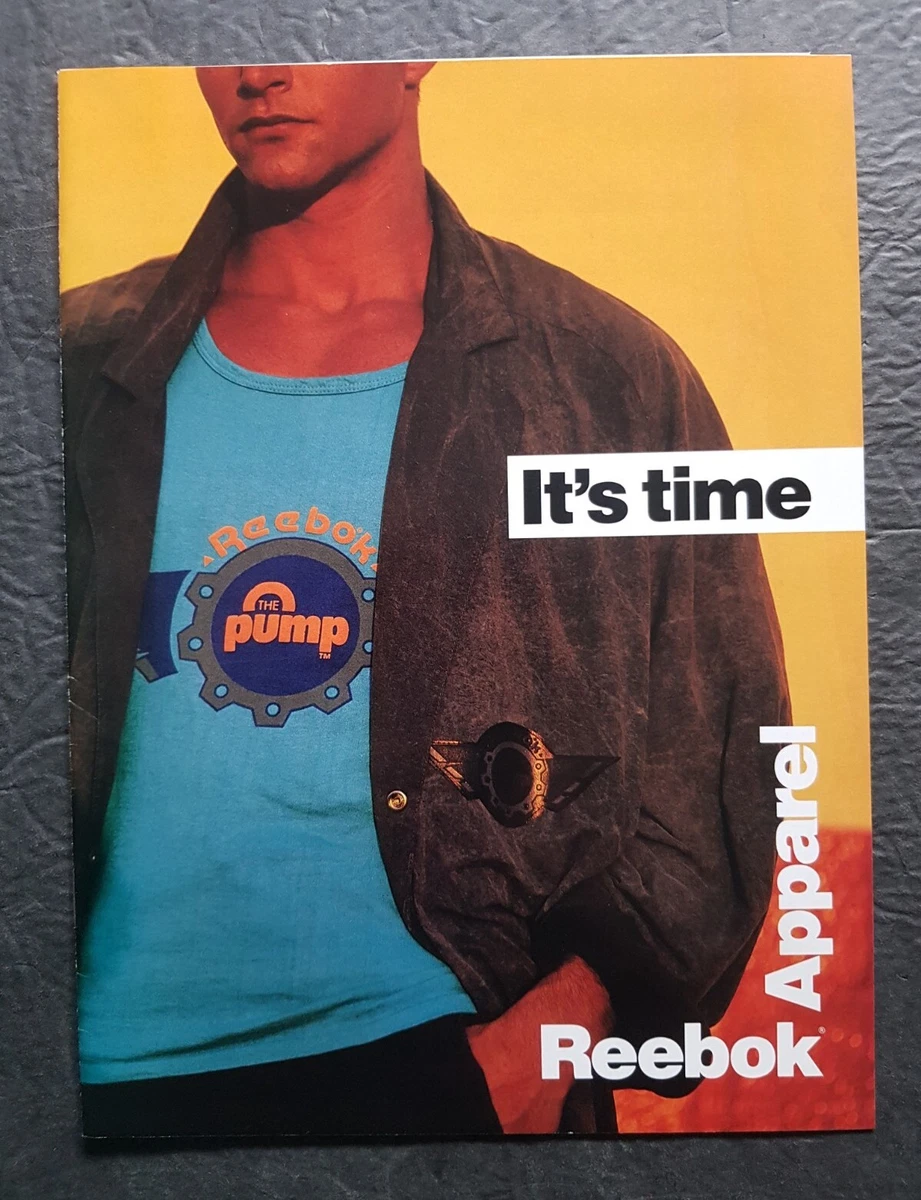 It's time
Reebok
THE
pump
TM
Apparel
Reebok®